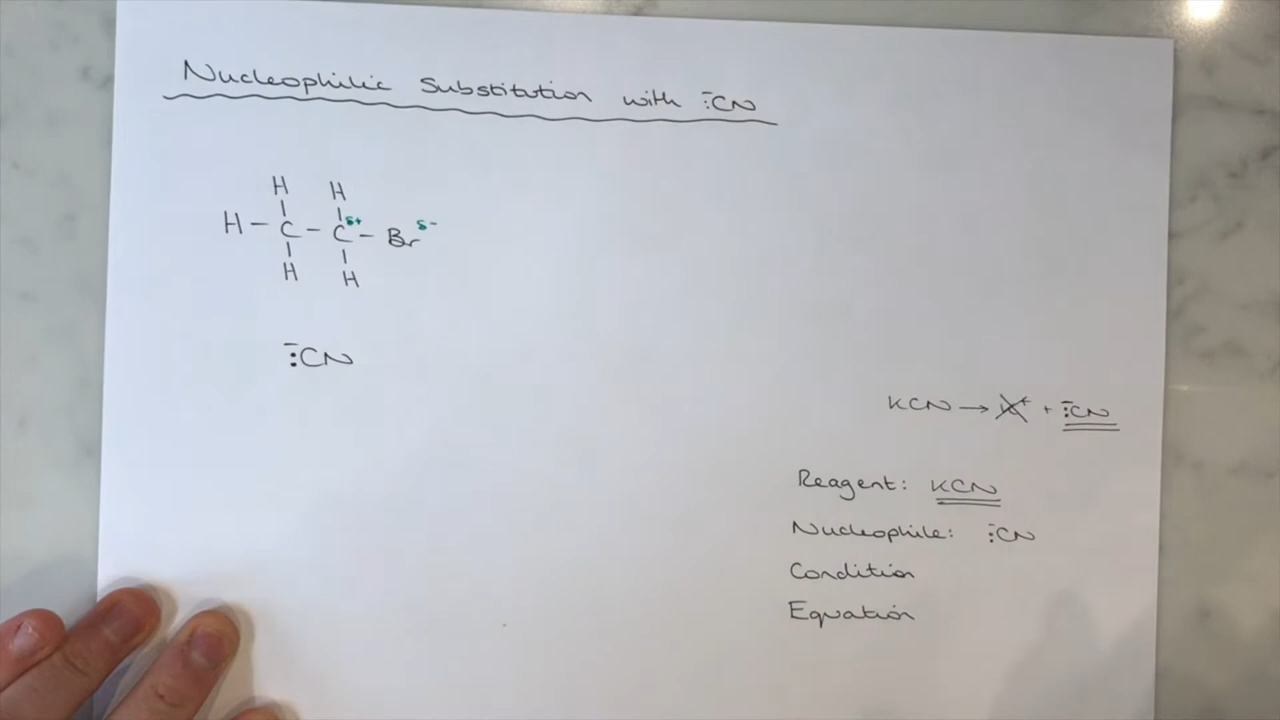 Nucleophilic Substitution with :⁻CN
H H
| |δ+ δ-
H — C — C — Br
| |
H H
:⁻CN
KCN → K⁺ + :⁻CN
Reagent: KCN
Nucleophile: :⁻CN
Condition
Equation